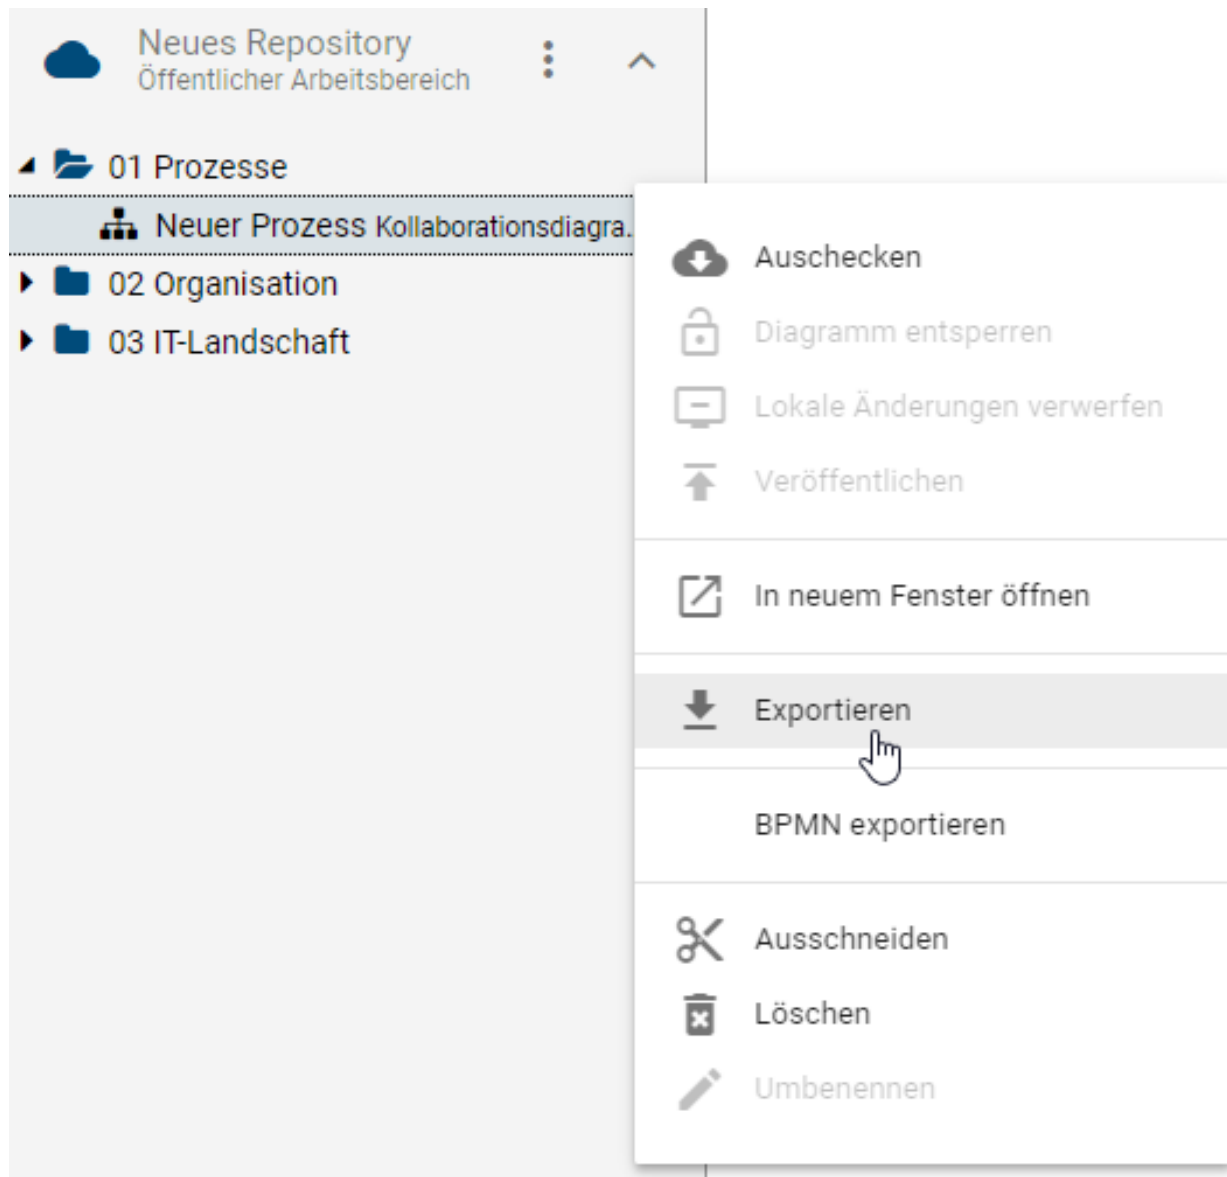 Neues Repository
Öffentlicher Arbeitsbereich
01 Prozesse
Neuer Prozess Kollaborationsdiagra..
02 Organisation
03 IT-Landschaft
Auschecken
Diagramm entsperren
Lokale Änderungen verwerfen
Veröffentlichen
In neuem Fenster öffnen
Exportieren
BPMN exportieren
Ausschneiden
Löschen
Umbenennen